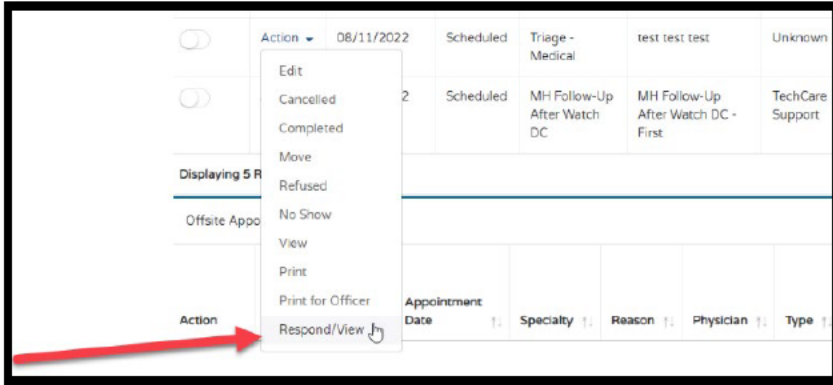 Action 08/11/2022 Scheduled Triage - test test test Unknown
Medical
Edit
Cancelled 2 Scheduled MH Follow-Up MH Follow-Up TechCare
After Watch After Watch DC - Support
Completed DC First
Move
Displaying 5 R
Refused
Offsite Appo No Show
View
Print
Print for Officer Appointment
Action Date Specialty Reason Physician Type
Respond/View